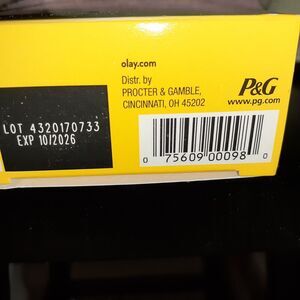 olay.com
Distr. by
PROCTER & GAMBLE,
CINCINNATI, OH 45202
P&G
www.pg.com
LOT 4320170733
EXP 10/2026
0 75609 00098 0